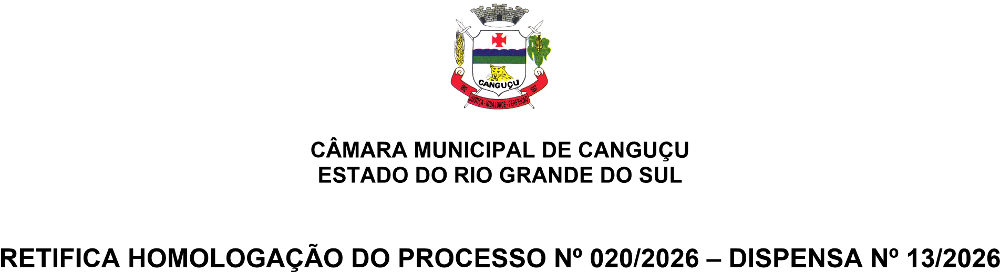 CANGUÇU
1812
1857
JUSTIÇA - IGUALDADE - PERFEIÇÃO
CÂMARA MUNICIPAL DE CANGUÇU
ESTADO DO RIO GRANDE DO SUL
RETIFICA HOMOLOGAÇÃO DO PROCESSO Nº 020/2026 – DISPENSA Nº 13/2026